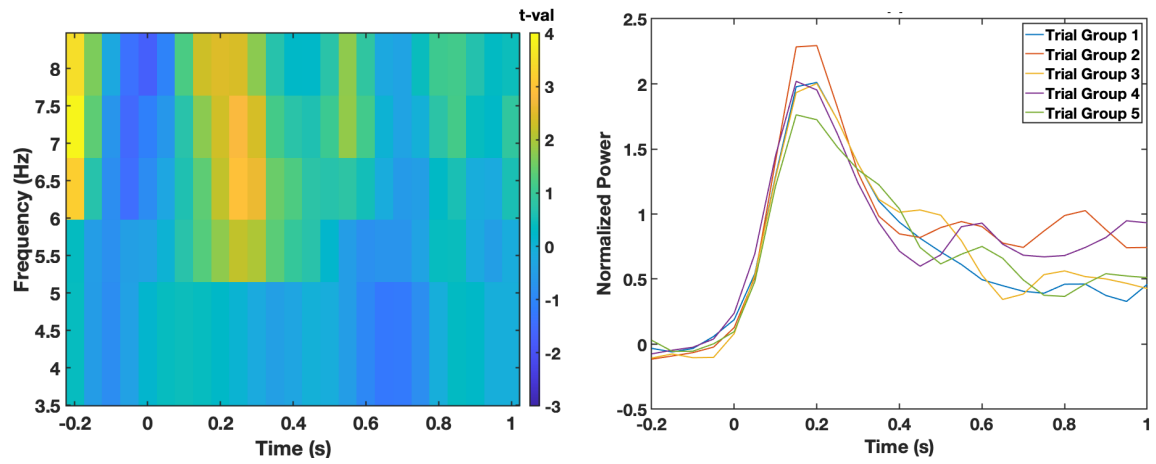 t-val
4
3
2
1
0
-1
-2
-3
8
7.5
7
6.5
6
5.5
5
4.5
4
3.5
Frequency (Hz)
-0.2 0 0.2 0.4 0.6 0.8 1
Time (s)
2.5
2
1.5
1
0.5
0
-0.5
Normalized Power
-0.2 0 0.2 0.4 0.6 0.8 1
Time (s)
Trial Group 1
Trial Group 2
Trial Group 3
Trial Group 4
Trial Group 5